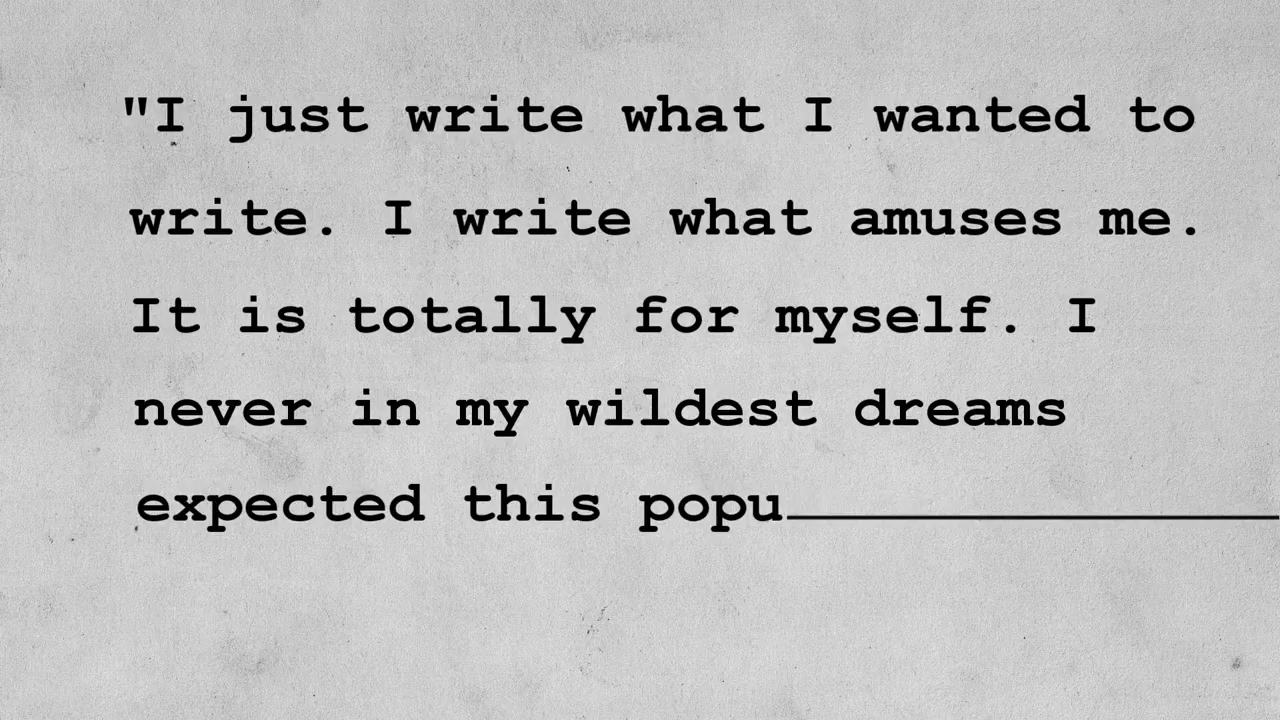 "I just write what I wanted to
write. I write what amuses me.
It is totally for myself. I
never in my wildest dreams
expected this popu